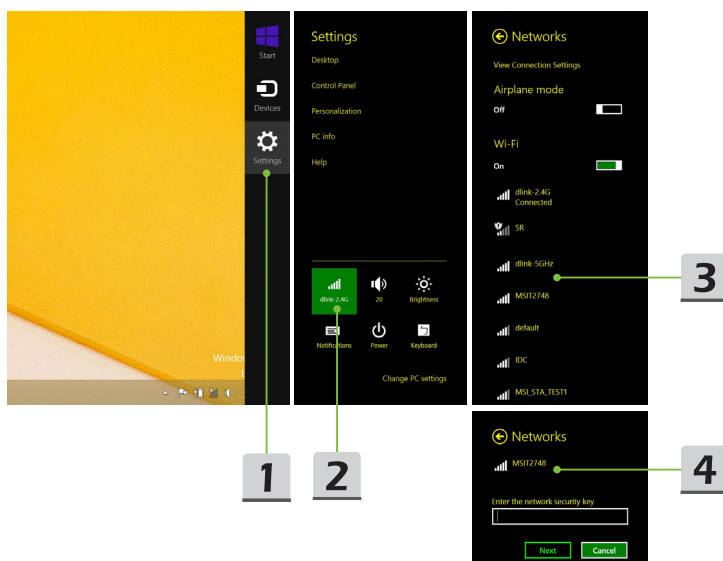 Start
Devices
Settings
Windo
1
Settings
Desktop
Control Panel
Personalization
PC info
Help
dlink-2.4G
20
Brightness
Notifications
Power
Keyboard
Change PC settings
2
Networks
View Connection Settings
Airplane mode
Off
Wi-Fi
On
dlink-2.4G
Connected
5R
dlink-5GHz
MSIT2748
default
IDC
MSI_STA_TEST1
3
Networks
MSIT2748
Enter the network security key
Next
Cancel
4